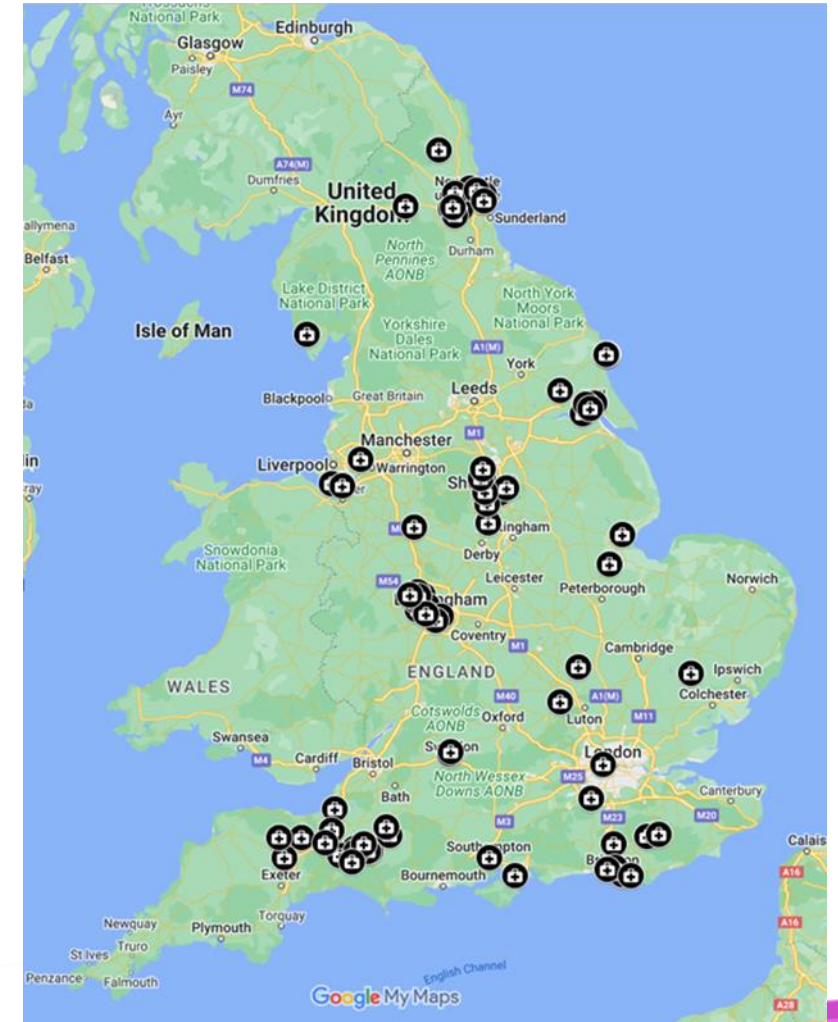 National Park
Edinburgh
Glasgow
Paisley
M74
Ayr
A74(M)
Dumfries
United
Kingdom
Sunderland
allymena
Belfast
North
Pennines
AONB
Durham
Lake District
National Park
North York
Moors
National Park
Isle of Man
Yorkshire
Dales
National Park
A1(M)
York
Blackpool
Great Britain
Leeds
M1
Manchester
Liverpool
Warrington
Sh
er
M
ingham
Derby
Snowdonia
National Park
Leicester
Peterborough
Norwich
M54
ngham
Coventry
M1
Cambridge
Ipswich
Colchester
WALES
ENGLAND
M40
A1(M)
M11
Cotswolds
AONB
Oxford
Luton
Swansea
M4
Cardiff
Bristol
London
M25
North Wessex
Downs AONB
Bath
Canterbury
M3
M23
M20
Calais
Exeter
Bournemouth
A16
Torquay
Newquay
Plymouth
A16
St Ives
Truro
Penzance
Falmouth
English Channel
Google My Maps
A28